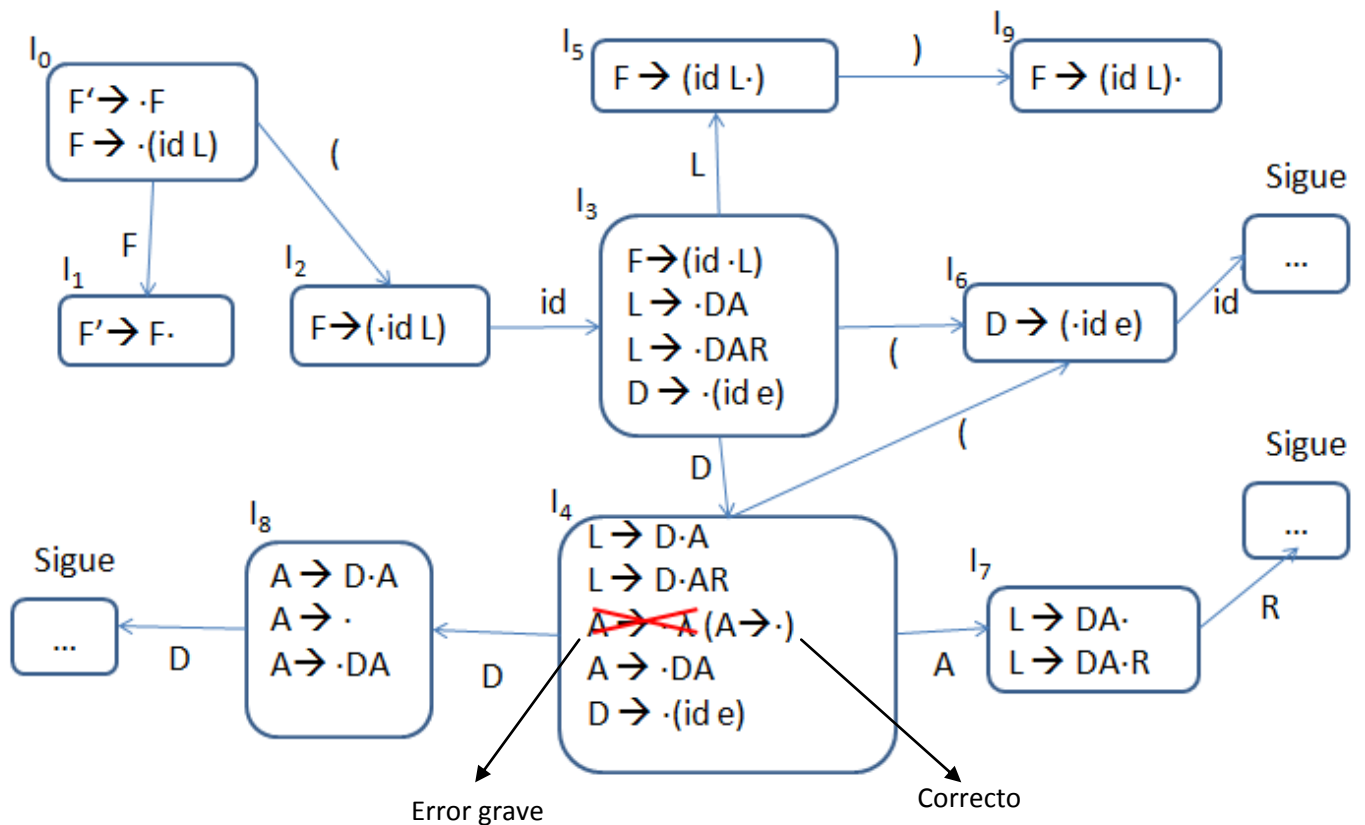 I0
F‘→ ·F
F → ·(id L)
F
(
I1
F’→ F·
I2
F→(·id L)
id
I3
F→(id ·L)
L → ·DA
L → ·DAR
D → ·(id e)
L
I5
F → (id L·)
)
I9
F → (id L)·
(
I6
D → (·id e)
id
Sigue
...
D
(
I4
L → D·A
L → D·AR
A → ·λ (A→·)
A → ·DA
D → ·(id e)
D
I8
A → D·A
A → ·
A→ ·DA
D
Sigue
...
A
I7
L → DA·
L → DA·R
R
Sigue
...
Error grave
Correcto